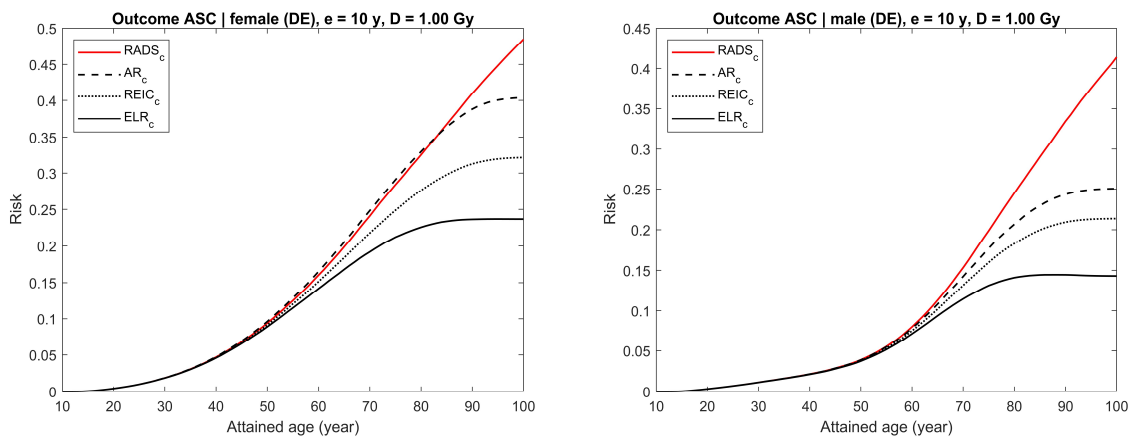 Outcome ASC | female (DE), e = 10 y, D = 1.00 Gy
0.5
0.45
0.4
0.35
0.3
0.25
0.2
0.15
0.1
0.05
0
Risk
RADS_c
AR_c
REIC_c
ELR_c
10 20 30 40 50 60 70 80 90 100
Attained age (year)
Outcome ASC | male (DE), e = 10 y, D = 1.00 Gy
0.45
0.4
0.35
0.3
0.25
0.2
0.15
0.1
0.05
0
Risk
RADS_c
AR_c
REIC_c
ELR_c
10 20 30 40 50 60 70 80 90 100
Attained age (year)